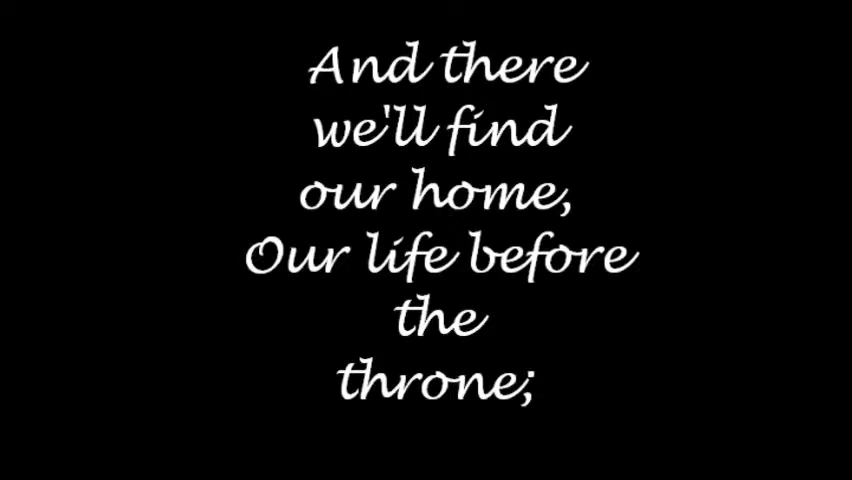 And there
we'll find
our home,
Our life before
the
throne;